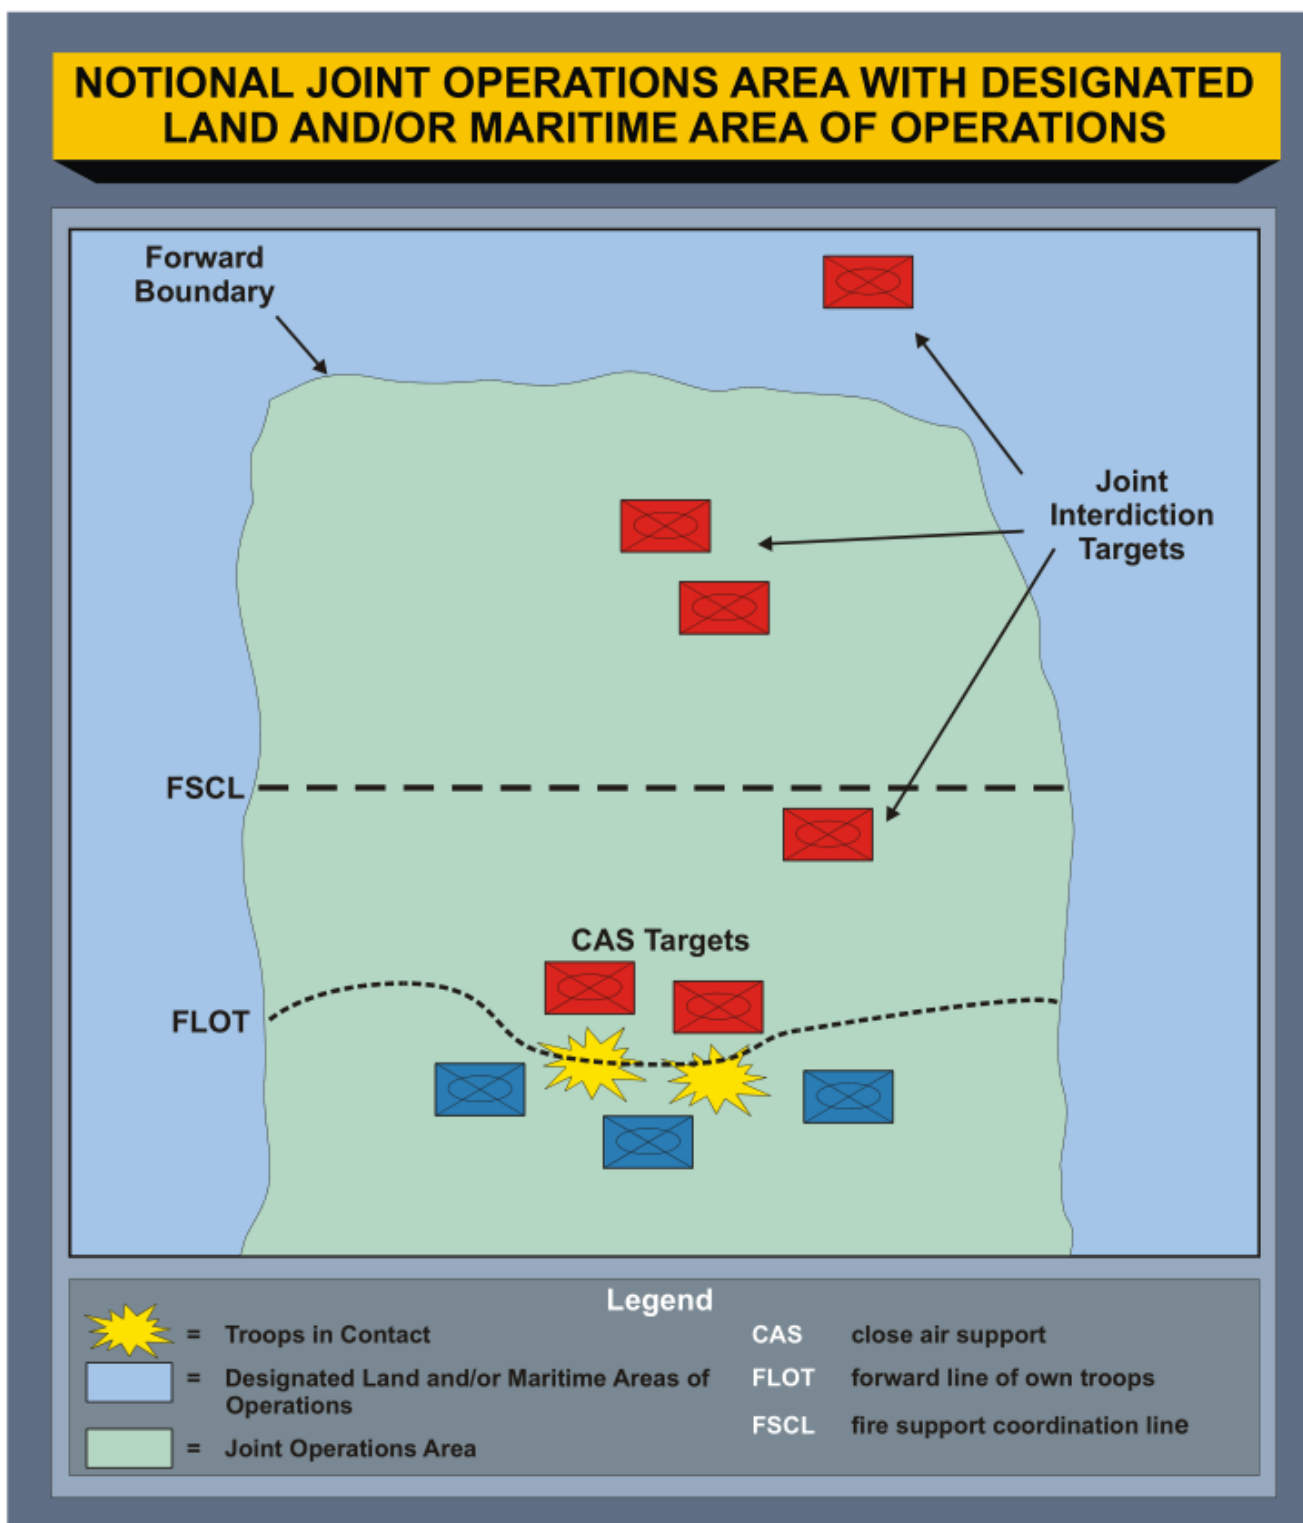 NOTIONAL JOINT OPERATIONS AREA WITH DESIGNATED
LAND AND/OR MARITIME AREA OF OPERATIONS
Forward
Boundary
Joint
Interdiction
Targets
FSCL
CAS Targets
FLOT
Legend
= Troops in Contact
= Designated Land and/or Maritime Areas of
Operations
= Joint Operations Area
CAS close air support
FLOT forward line of own troops
FSCL fire support coordination line